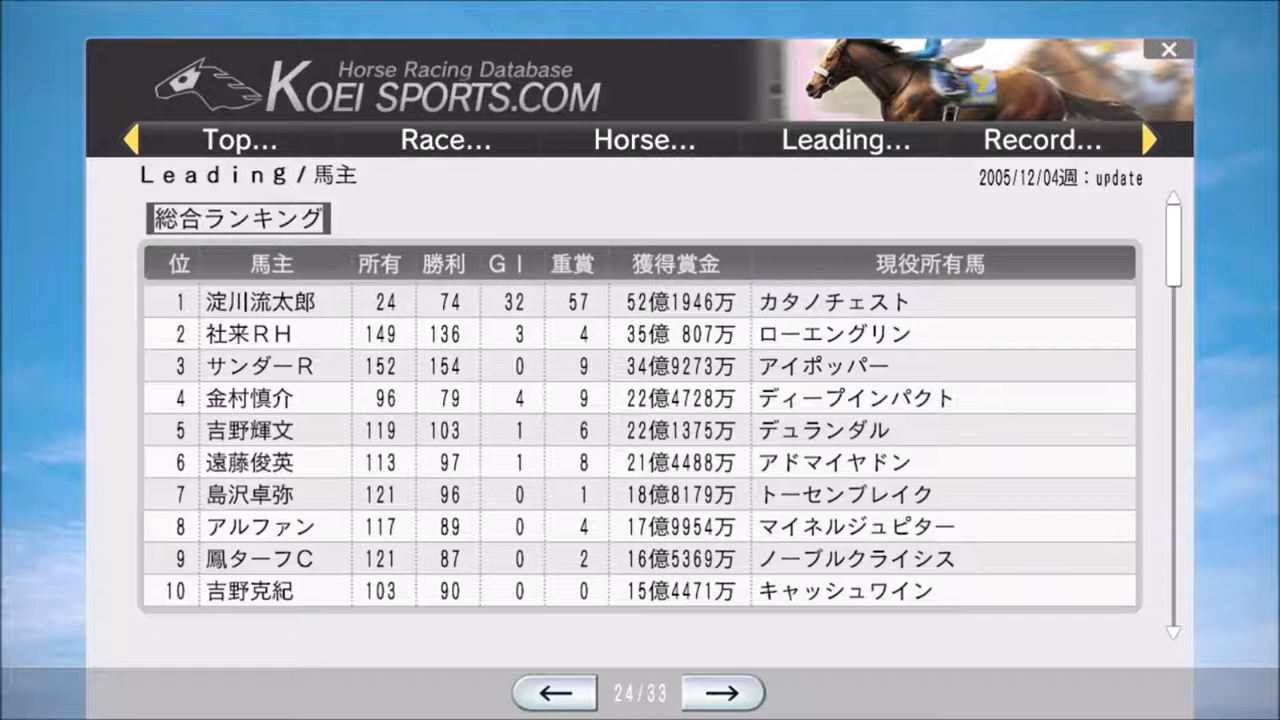 Horse Racing Database
KOEI SPORTS.COM
Top... Race... Horse... Leading... Record...
Leading/馬主
2005/12/04週：update
総合ランキング
位 馬主 所有 勝利 GⅠ 重賞 獲得賞金 現役所有馬
1 淀川流太郎 24 74 32 57 52億1946万 カタノチェスト
2 社来RH 149 136 3 4 35億 807万 ローエングリン
3 サンダーR 152 154 0 9 34億9273万 アイポッパー
4 金村慎介 96 79 4 9 22億4728万 ディープインパクト
5 吉野輝文 119 103 1 6 22億1375万 デュランダル
6 遠藤俊英 113 97 1 8 21億4488万 アドマイヤドン
7 島沢卓弥 121 96 0 1 18億8179万 トーセンブレイク
8 アルファン 117 89 0 4 17億9954万 マイネルジュピター
9 鳳ターフC 121 87 0 2 16億5369万 ノーブルクライシス
10 吉野克紀 103 90 0 0 15億4471万 キャッシュワイン
← 24/33 →